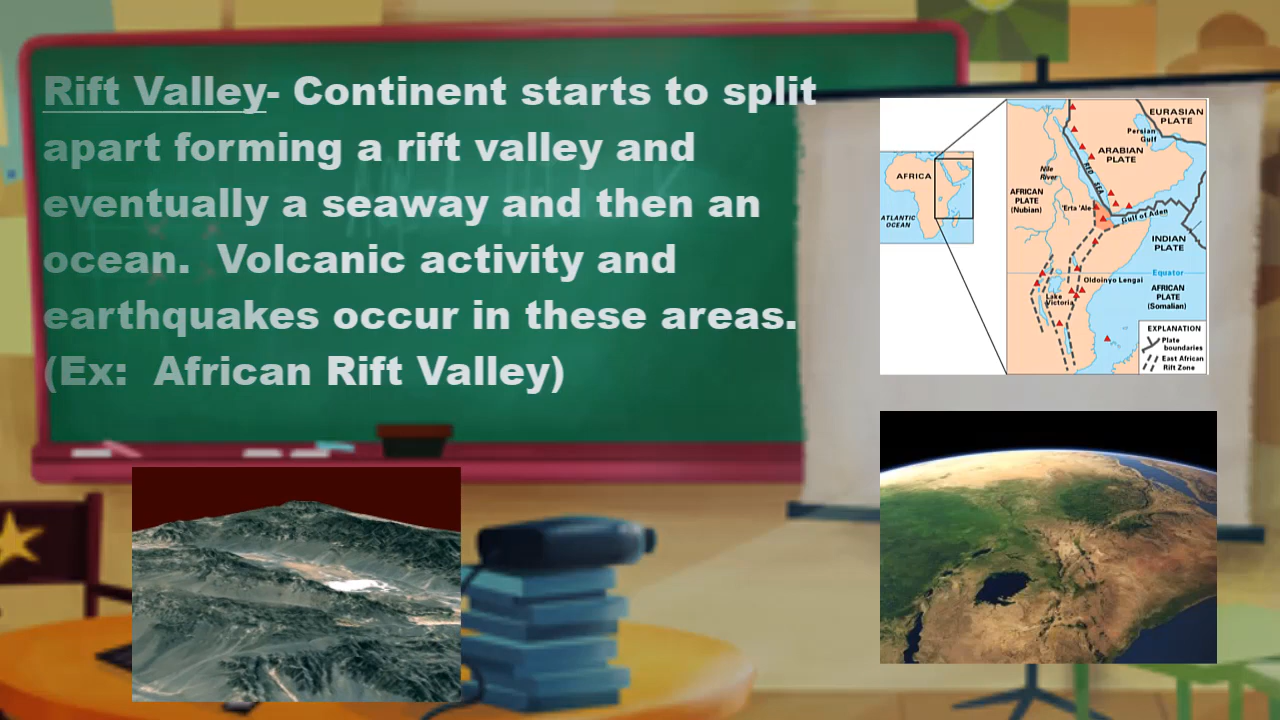 Rift Valley- Continent starts to split
apart forming a rift valley and
eventually a seaway and then an
ocean.  Volcanic activity and
earthquakes occur in these areas.
(Ex:  African Rift Valley)
AFRICA
ATLANTIC
OCEAN
EURASIAN
PLATE
Persian
Gulf
ARABIAN
PLATE
Nile
River
RED SEA
AFRICAN
PLATE
(Nubian)
'Erta 'Ale
Gulf of Aden
INDIAN
PLATE
Equator
Oldoinyo Lengai
Lake
Victoria
AFRICAN
PLATE
(Somalian)
EXPLANATION
Plate
boundaries
East African
Rift Zone